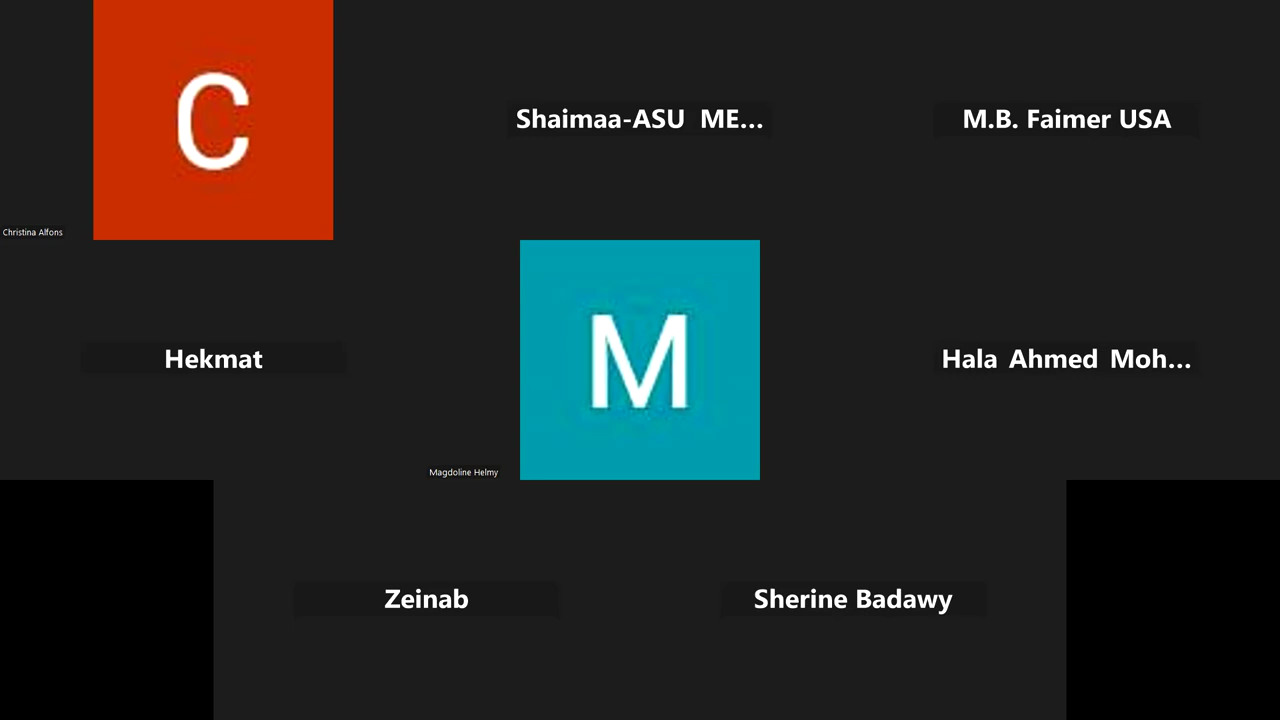 C
Shaimaa-ASU ME...
M.B. Faimer USA
Christina Alfons
Hekmat
M
Hala Ahmed Moh...
Magdoline Helmy
Zeinab
Sherine Badawy